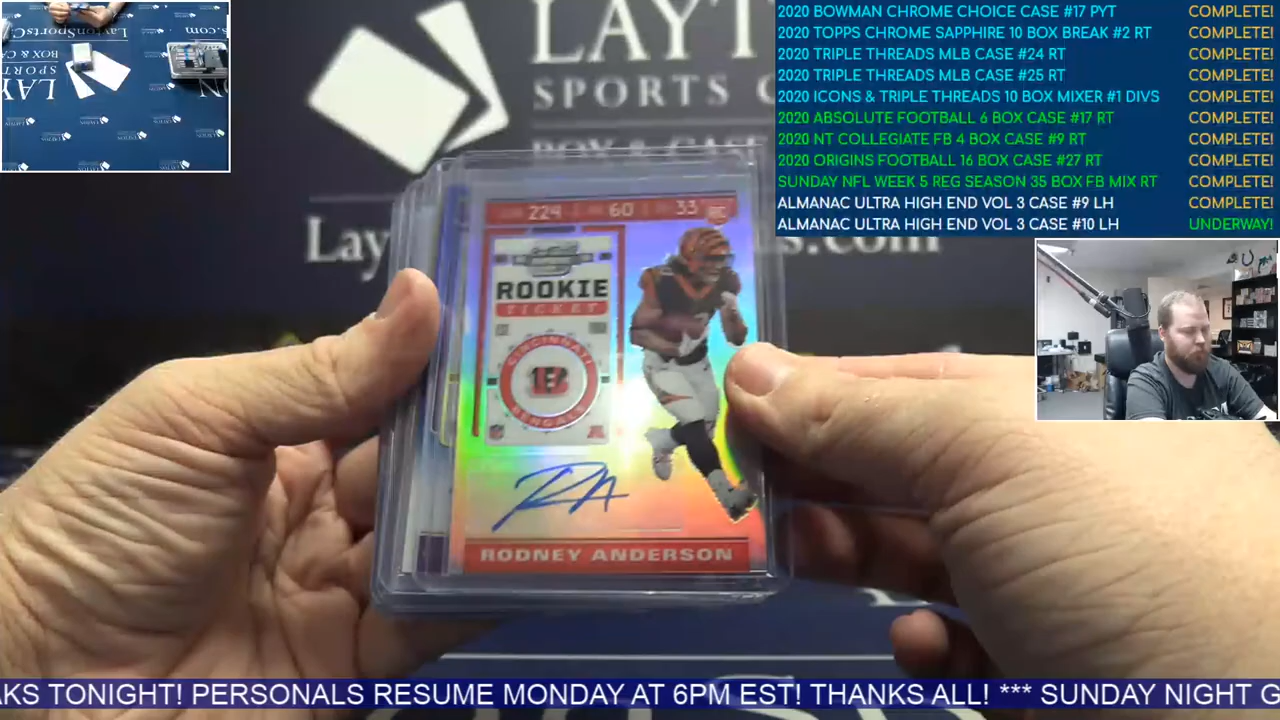 2020 BOWMAN CHROME CHOICE CASE #17 PYT COMPLETE!
2020 TOPPS CHROME SAPPHIRE 10 BOX BREAK #2 RT COMPLETE!
2020 TRIPLE THREADS MLB CASE #24 RT COMPLETE!
2020 TRIPLE THREADS MLB CASE #25 RT COMPLETE!
2020 ICONS & TRIPLE THREADS 10 BOX MIXER #1 DIVS COMPLETE!
2020 ABSOLUTE FOOTBALL 6 BOX CASE #17 RT COMPLETE!
2020 NT COLLEGIATE FB 4 BOX CASE #9 RT COMPLETE!
2020 ORIGINS FOOTBALL 16 BOX CASE #27 RT COMPLETE!
SUNDAY NFL WEEK 5 REG SEASON 35 BOX FB MIX RT COMPLETE!
ALMANAC ULTRA HIGH END VOL 3 CASE #9 LH COMPLETE!
ALMANAC ULTRA HIGH END VOL 3 CASE #10 LH UNDERWAY!
LAYT
SPORTS C
BOX & CASE
Lay
.com
224 60 33 RC
ROOKIE
TICKET
CINCINNATI
B
BENGALS
RODNEY ANDERSON
AKS TONIGHT! PERSONALS RESUME MONDAY AT 6PM EST! THANKS ALL! *** SUNDAY NIGHT G